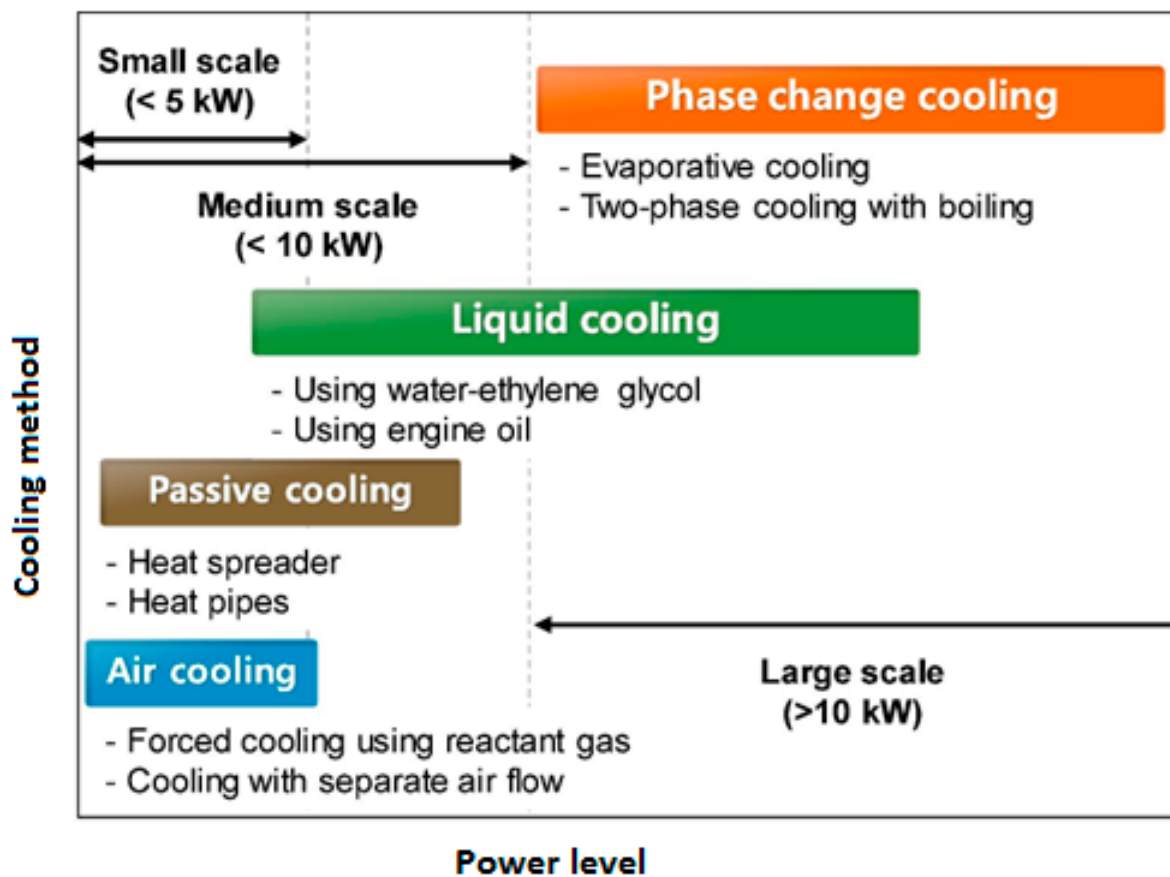 Small scale
(< 5 kW)
Phase change cooling
- Evaporative cooling
- Two-phase cooling with boiling
Medium scale
(< 10 kW)
Liquid cooling
- Using water-ethylene glycol
- Using engine oil
Cooling method
Passive cooling
- Heat spreader
- Heat pipes
Air cooling
- Forced cooling using reactant gas
- Cooling with separate air flow
Large scale
(>10 kW)
Power level